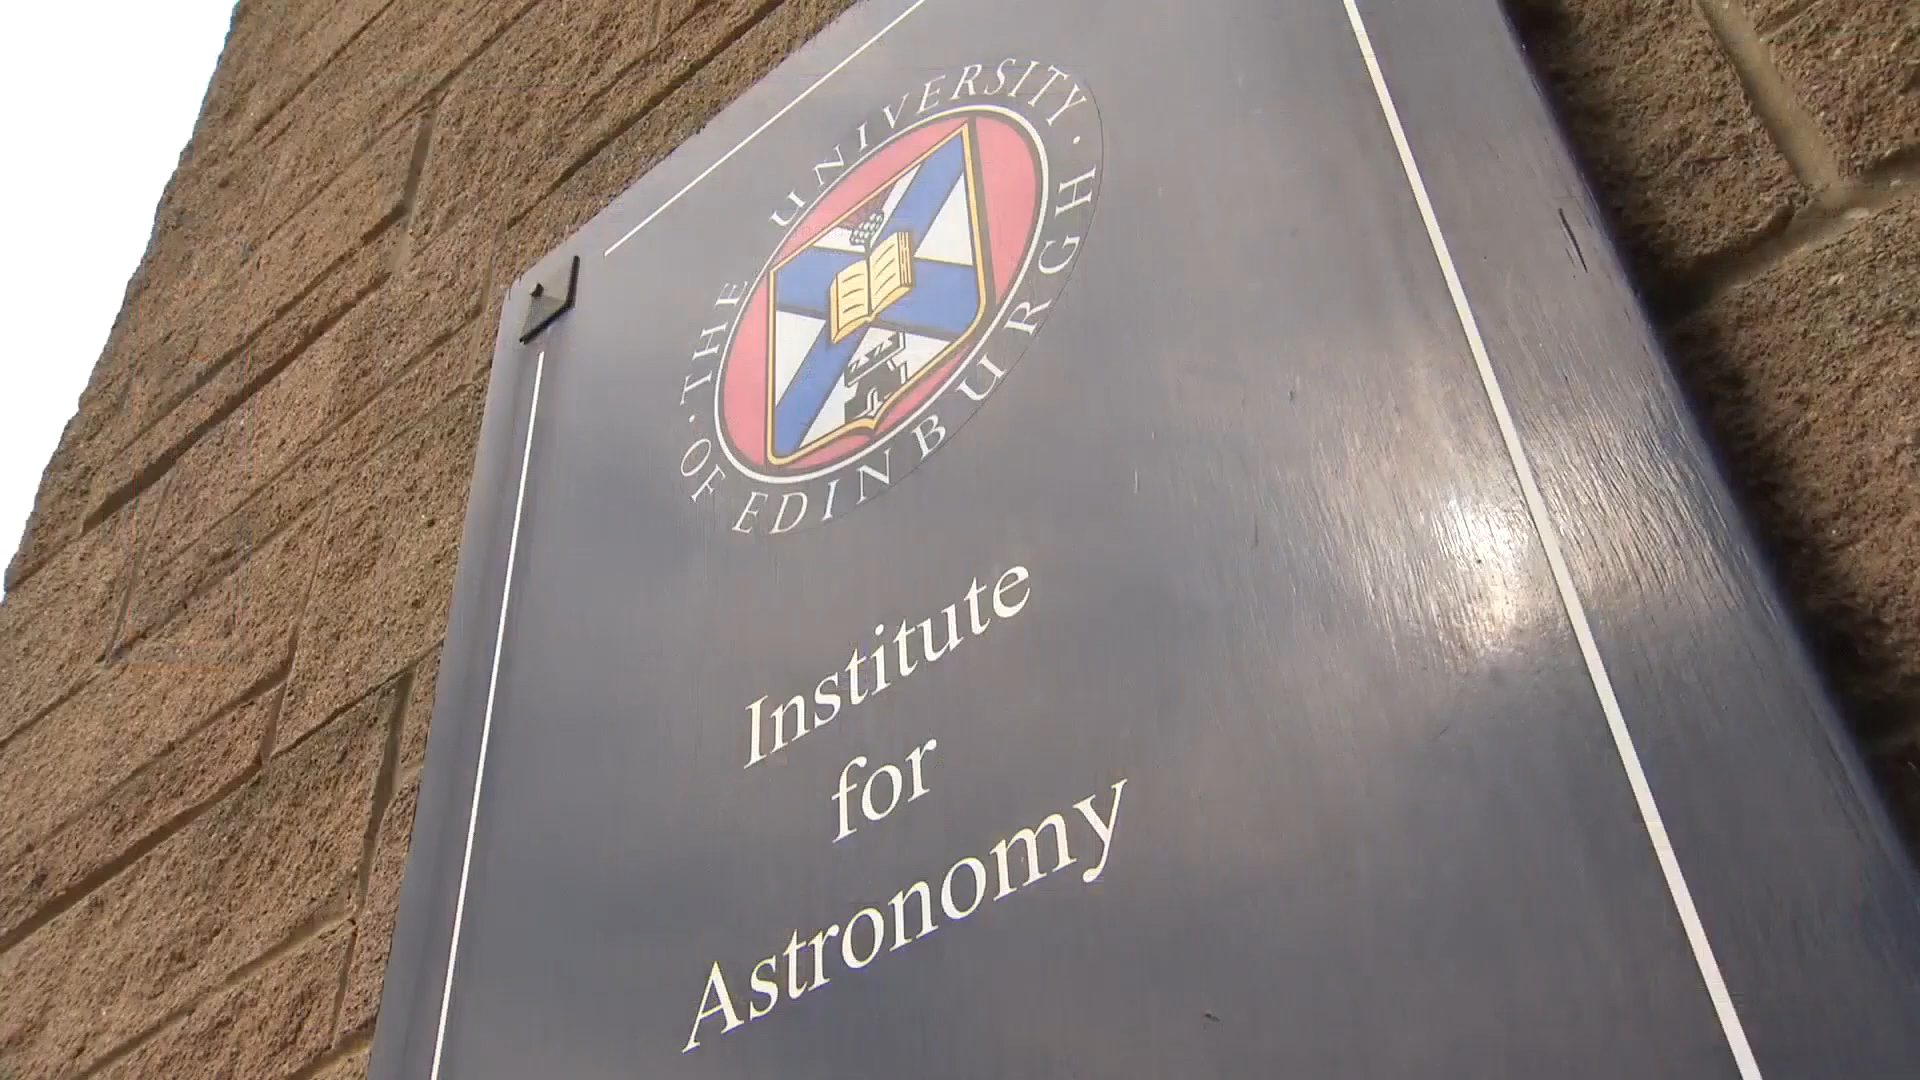 · THE UNIVERSITY ·
OF EDINBURGH
Institute
for
Astronomy